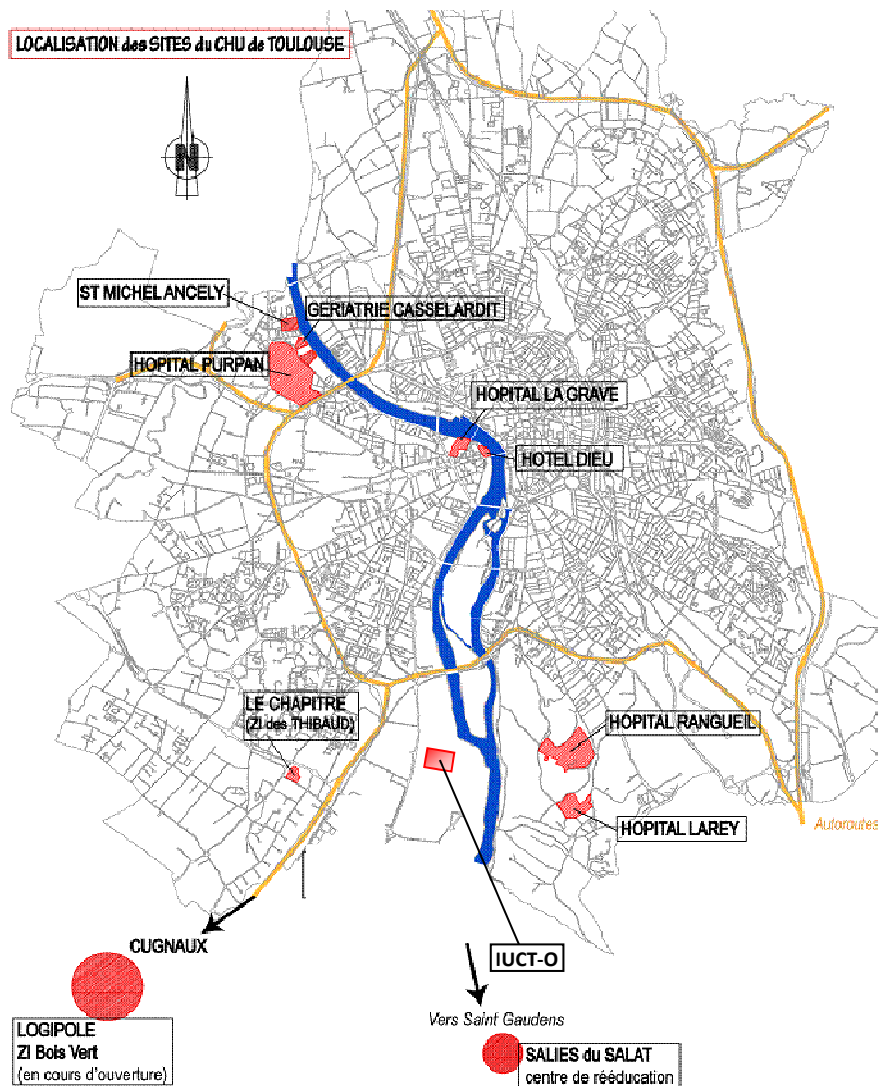 LOCALISATION des SITES du CHU de TOULOUSE
N
ST MICHEL ANCELY
GERIATRIE CASSELARDIT
HOPITAL PURPAN
HOPITAL LA GRAVE
HOTEL DIEU
LE CHAPITRE
(ZI des THIBAUD)
HOPITAL RANGUEIL
HOPITAL LAREY
Autoroutes
CUGNAUX
IUCT-O
LOGIPOLE
ZI Bois Vert
(en cours d'ouverture)
Vers Saint Gaudens
SALIES du SALAT
centre de rééducation